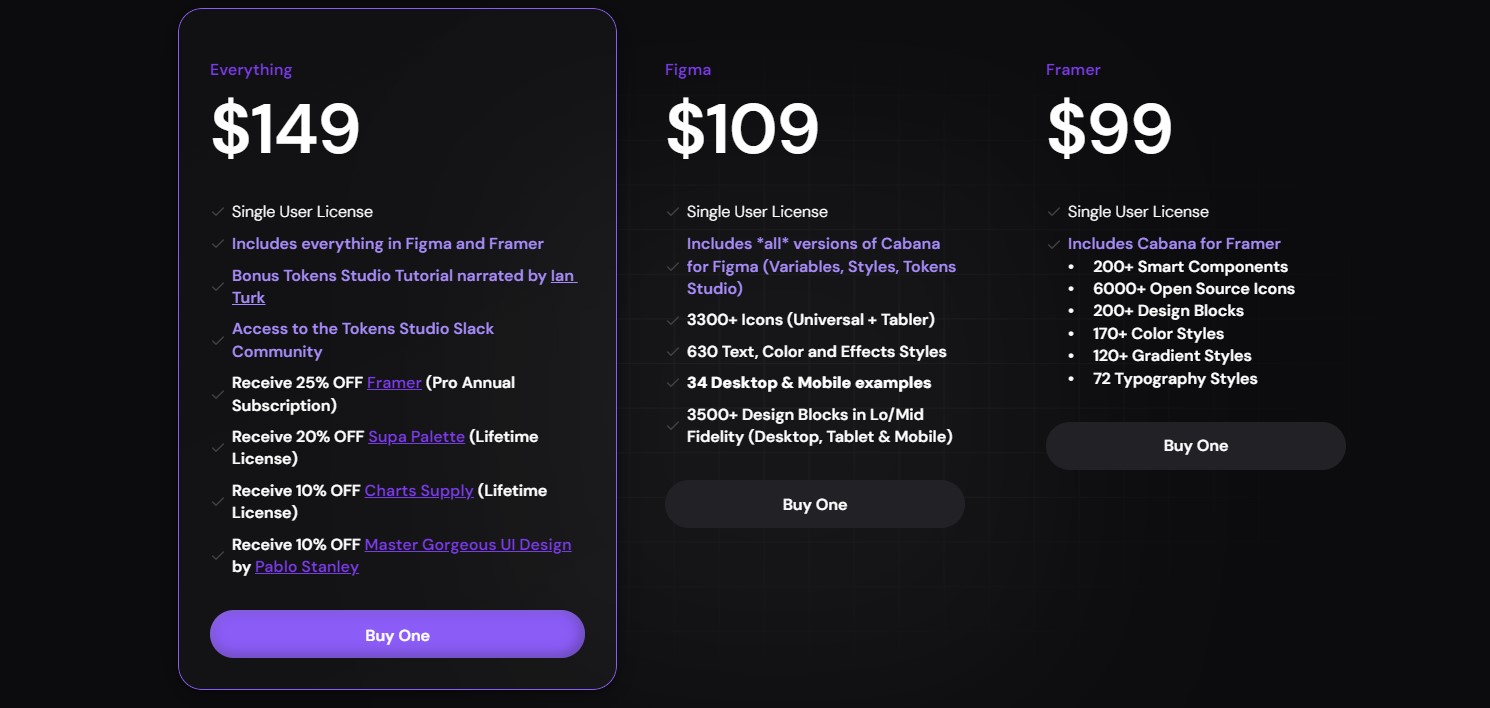 Everything
$149
Single User License
Includes everything in Figma and Framer
Bonus Tokens Studio Tutorial narrated by Ian
Turk
Access to the Tokens Studio Slack
Community
Receive 25% OFF Framer (Pro Annual
Subscription)
Receive 20% OFF Supa Palette (Lifetime
License)
Receive 10% OFF Charts Supply (Lifetime
License)
Receive 10% OFF Master Gorgeous UI Design
by Pablo Stanley
Buy One
Figma
$109
Single User License
Includes *all* versions of Cabana
for Figma (Variables, Styles, Tokens
Studio)
3300+ Icons (Universal + Tabler)
630 Text, Color and Effects Styles
34 Desktop & Mobile examples
3500+ Design Blocks in Lo/Mid
Fidelity (Desktop, Tablet & Mobile)
Buy One
Framer
$99
Single User License
Includes Cabana for Framer
• 200+ Smart Components
• 6000+ Open Source Icons
• 200+ Design Blocks
• 170+ Color Styles
• 120+ Gradient Styles
• 72 Typography Styles
Buy One